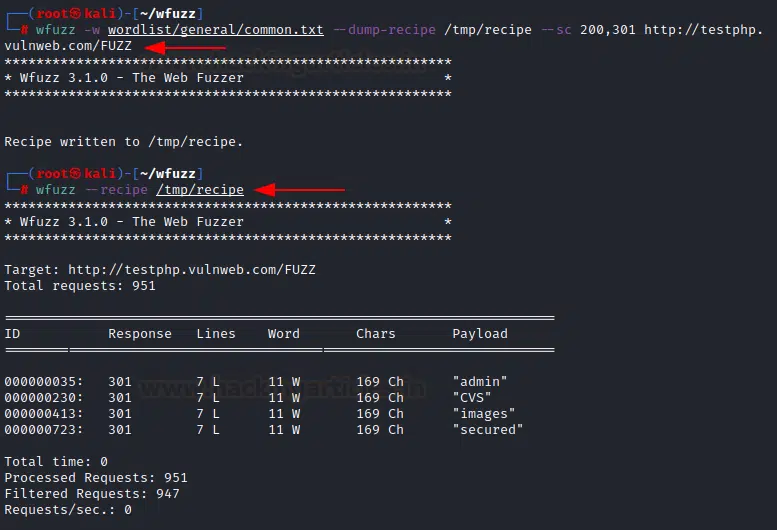 ┌──(root㉿kali)-[~/wfuzz]
└─# wfuzz -w wordlist/general/common.txt --dump-recipe /tmp/recipe --sc 200,301 http://testphp.
vulnweb.com/FUZZ
********************************************************
* Wfuzz 3.1.0 - The Web Fuzzer                         *
********************************************************
Recipe written to /tmp/recipe.
┌──(root㉿kali)-[~/wfuzz]
└─# wfuzz --recipe /tmp/recipe
********************************************************
* Wfuzz 3.1.0 - The Web Fuzzer                         *
********************************************************
Target: http://testphp.vulnweb.com/FUZZ
Total requests: 951
=====================================================================
ID           Response   Lines    Word       Chars       Payload
=====================================================================
000000035:   301        7 L      11 W       169 Ch      "admin"
www.hackingarticles.in
000000230:   301        7 L      11 W       169 Ch      "CVS"
000000413:   301        7 L      11 W       169 Ch      "images"
000000723:   301        7 L      11 W       169 Ch      "secured"
Total time: 0
Processed Requests: 951
Filtered Requests: 947
Requests/sec.: 0